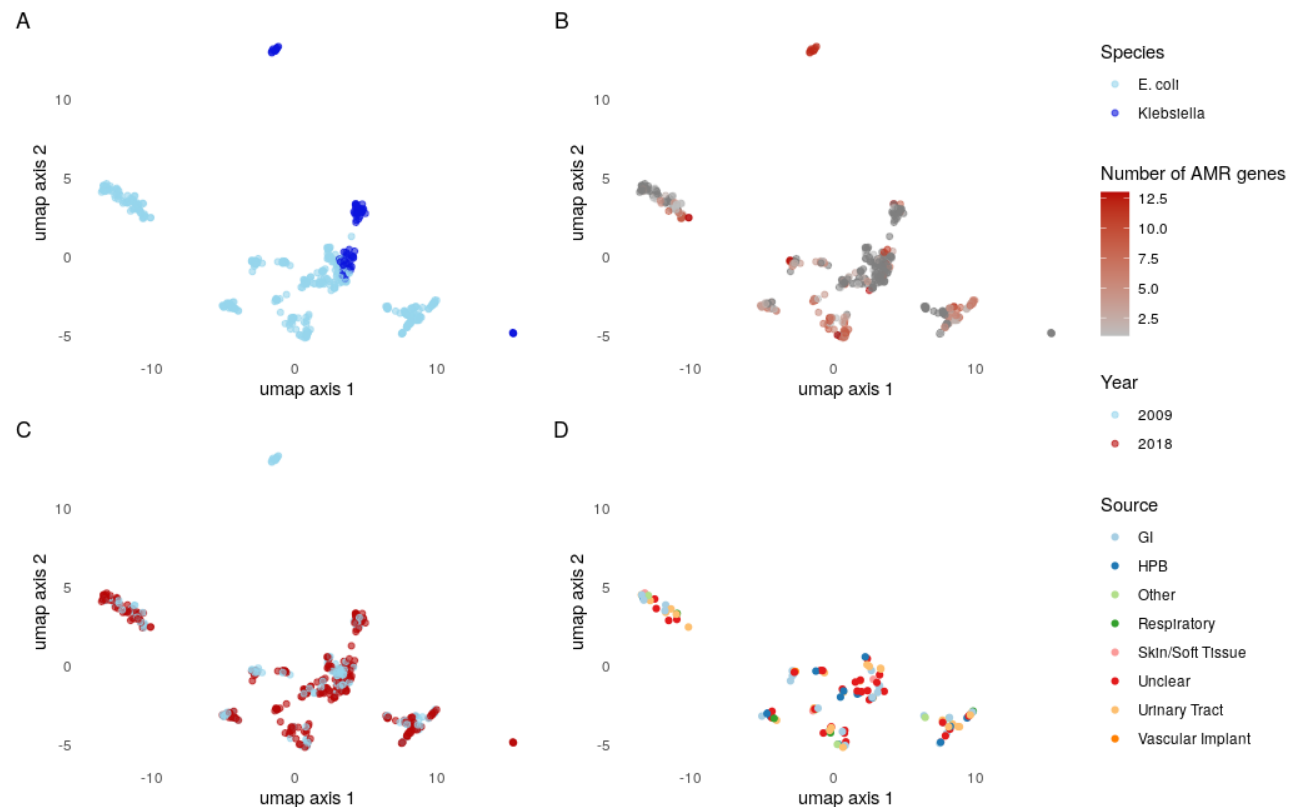 A
10
5
0
-5
umap axis 2
-10
0
10
umap axis 1
B
10
5
0
-5
umap axis 2
-10
0
10
umap axis 1
C
10
5
0
-5
umap axis 2
-10
0
10
umap axis 1
D
10
5
0
-5
umap axis 2
-10
0
10
umap axis 1
Species
E. coli
Klebsiella
Number of AMR genes
12.5
10.0
7.5
5.0
2.5
Year
2009
2018
Source
GI
HPB
Other
Respiratory
Skin/Soft Tissue
Unclear
Urinary Tract
Vascular Implant